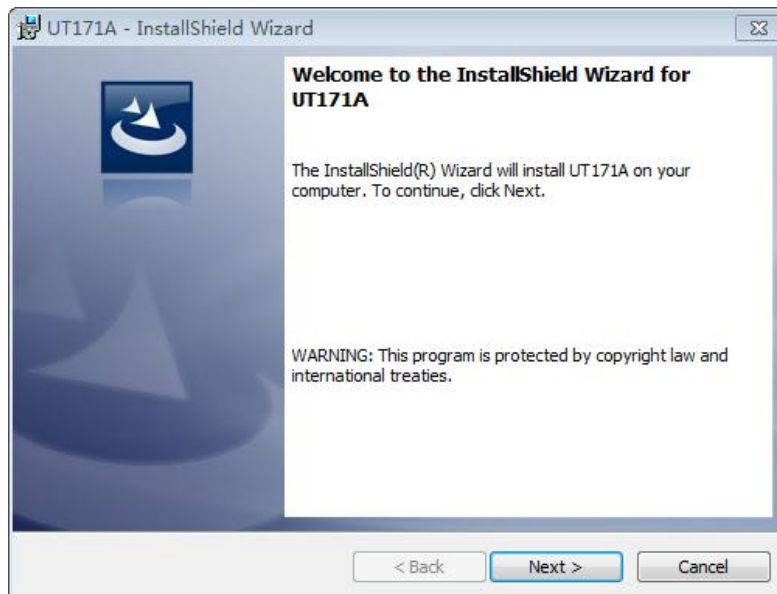 UT171A - InstallShield Wizard
Welcome to the InstallShield Wizard for
UT171A
The InstallShield(R) Wizard will install UT171A on your
computer. To continue, click Next.
WARNING: This program is protected by copyright law and
international treaties.
< Back
Next >
Cancel